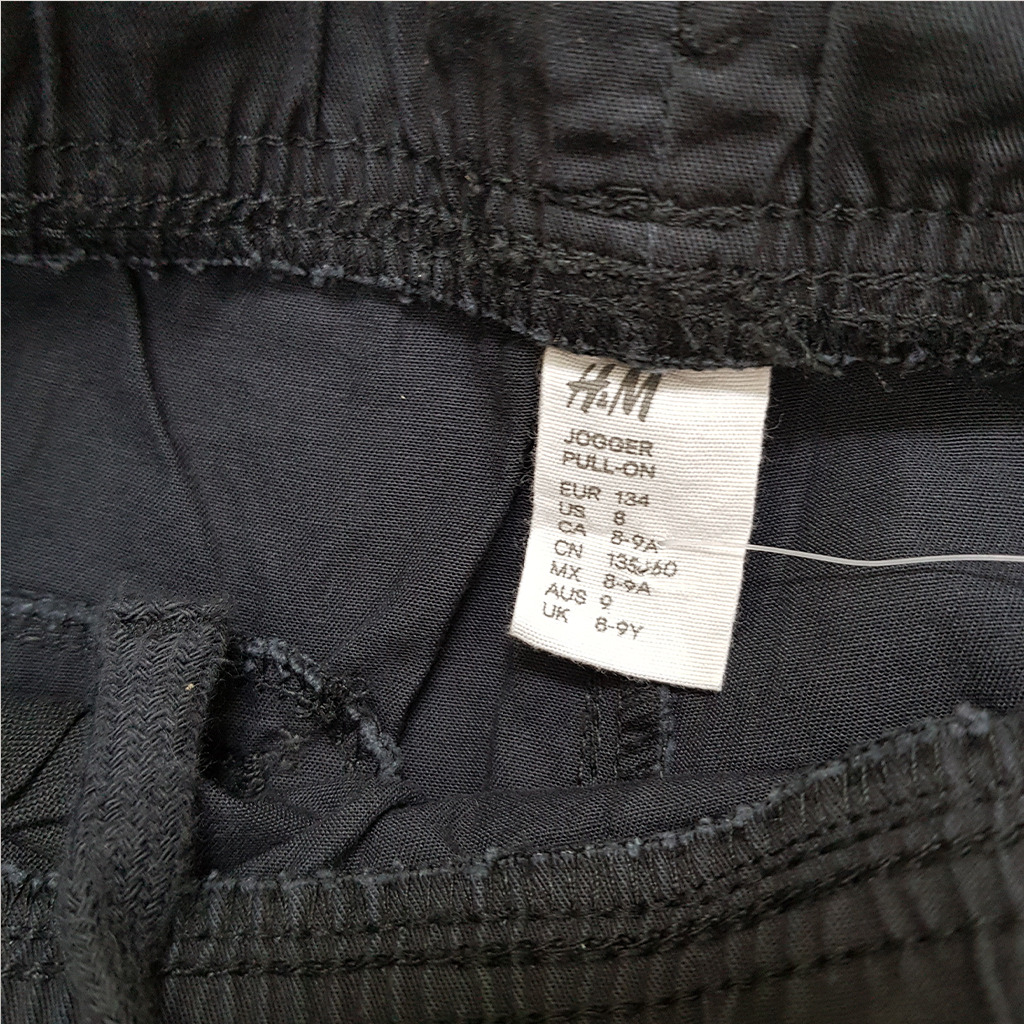 H&M
JOGGER
PULL-ON
EUR 134
US 8
CA 8-9A
CN 135/60
MX 8-9A
AUS 9
UK 8-9Y